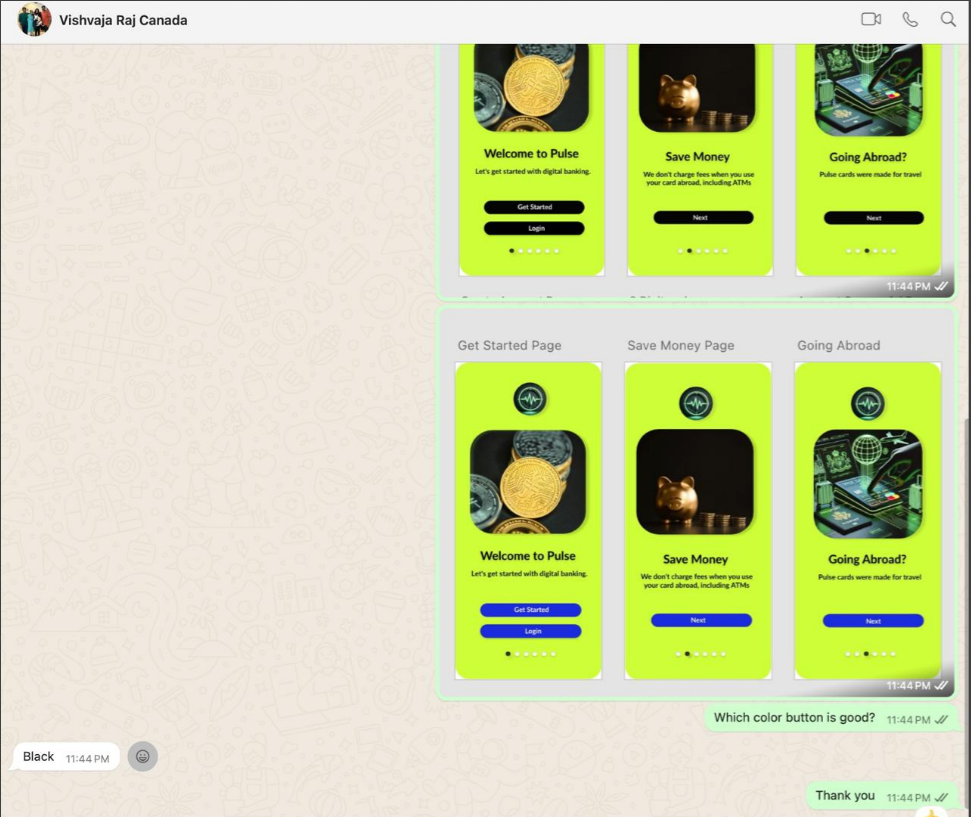 Vishvaja Raj Canada
Welcome to Pulse
Let's get started with digital banking.
Get Started
Login
Save Money
We don't charge fees when you use
your card abroad, including ATMs
Next
Going Abroad?
Pulse cards were made for travel
Next
11:44 PM
Get Started Page
Save Money Page
Going Abroad
Welcome to Pulse
Let's get started with digital banking.
Get Started
Login
Save Money
We don't charge fees when you use
your card abroad, including ATMs
Next
Going Abroad?
Pulse cards were made for travel
Next
11:44 PM
Which color button is good? 11:44 PM
Black 11:44 PM
Thank you 11:44 PM